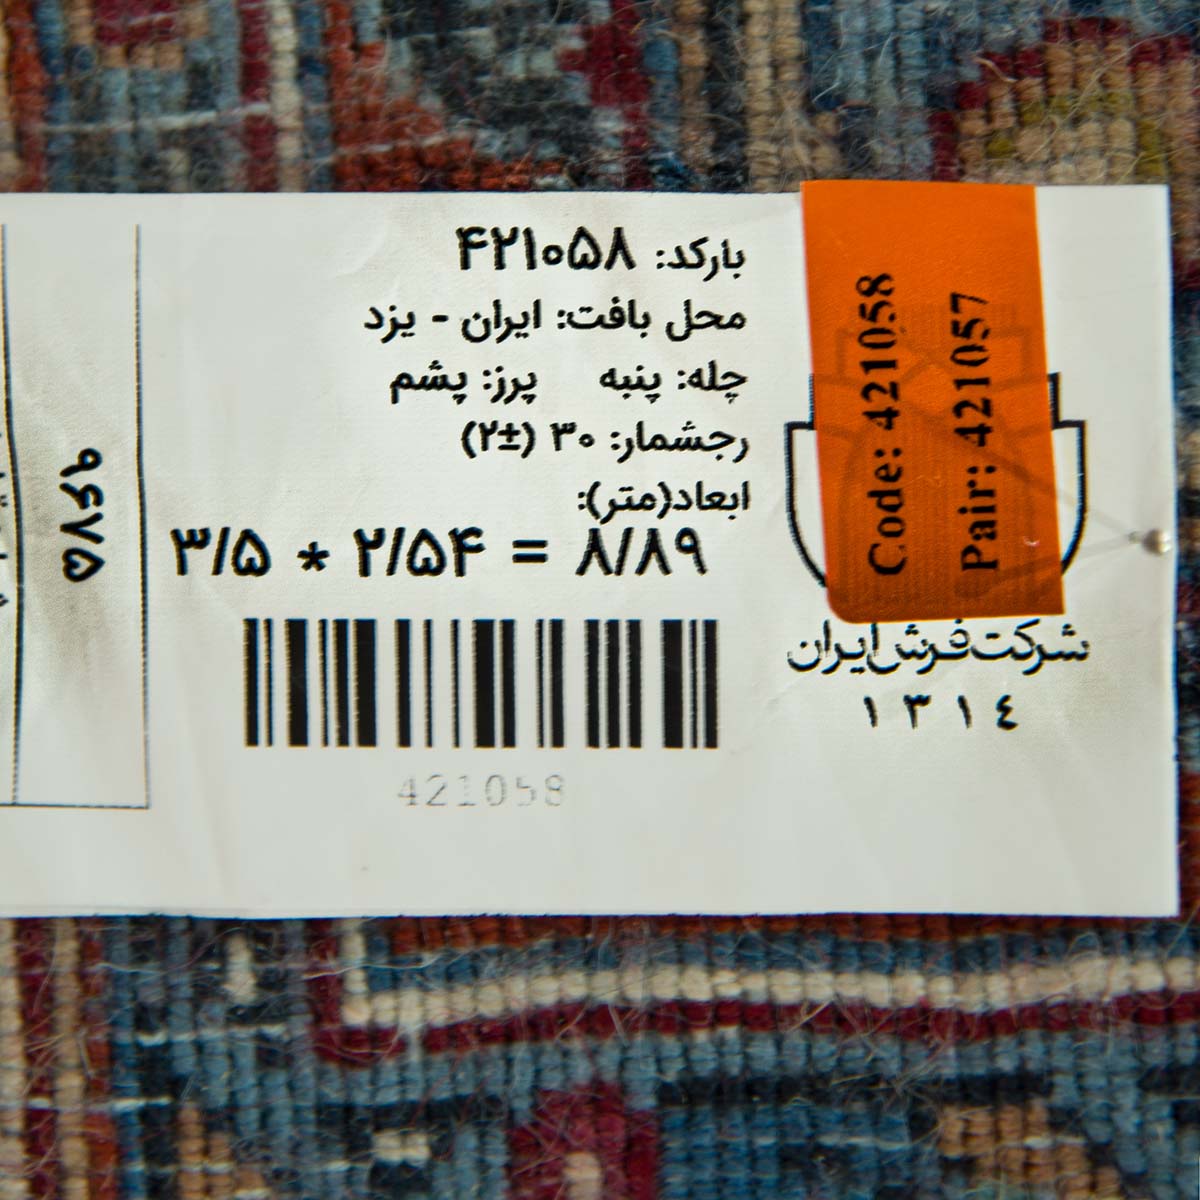 بارکد: ۴۲۱۰۵۸
محل بافت: ایران - یزد
چله: پنبه پرز: پشم
رجشمار: ۳۰ (±۲)
ابعاد(متر):
۳/۵ * ۲/۵۴ = ۸/۸۹
421058
Code: 421058
Pair: 421057
شرکت فرش ایران
۱۳۱٤
۵۸۶۹